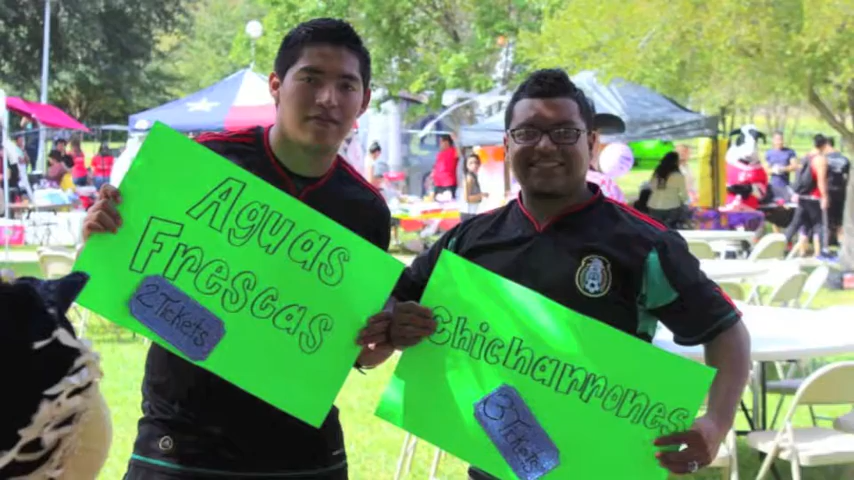 Aguas
Frescas
2 Tickets
Chicharrones
3 Tickets